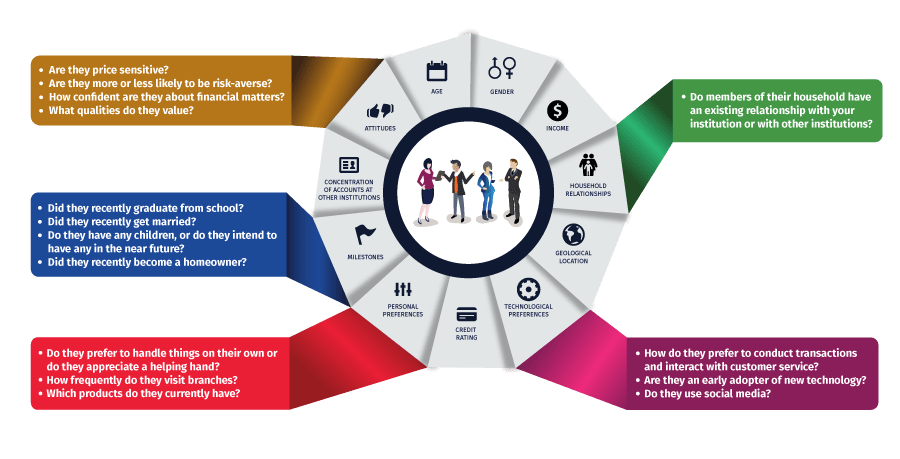 • Are they price sensitive?
• Are they more or less likely to be risk-averse?
• How confident are they about financial matters?
• What qualities do they value?
• Did they recently graduate from school?
• Did they recently get married?
• Do they have any children, or do they intend to
have any in the near future?
• Did they recently become a homeowner?
• Do they prefer to handle things on their own or
do they appreciate a helping hand?
• How frequently do they visit branches?
• Which products do they currently have?
AGE
GENDER
INCOME
HOUSEHOLD
RELATIONSHIPS
GEOLOGICAL
LOCATION
TECHNOLOGICAL
PREFERENCES
CREDIT
RATING
PERSONAL
PREFERENCES
MILESTONES
CONCENTRATION
OF ACCOUNTS AT
OTHER INSTITUTIONS
ATTITUDES
• Do members of their household have
an existing relationship with your
institution or with other institutions?
• How do they prefer to conduct transactions
and interact with customer service?
• Are they an early adopter of new technology?
• Do they use social media?